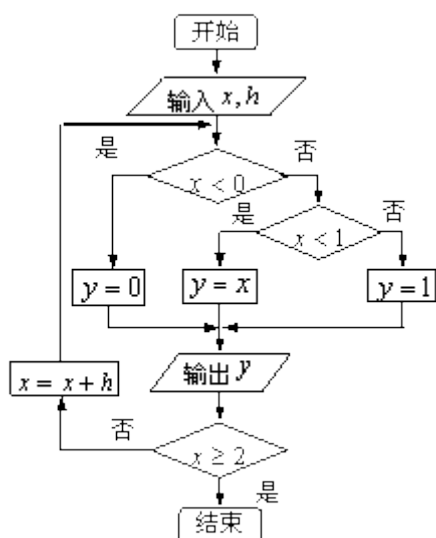 开始
输入 x, h
是
否
x < 0
是
否
x < 1
y = 0
y = x
y = 1
输出 y
x = x + h
否
x ≥ 2
是
结束